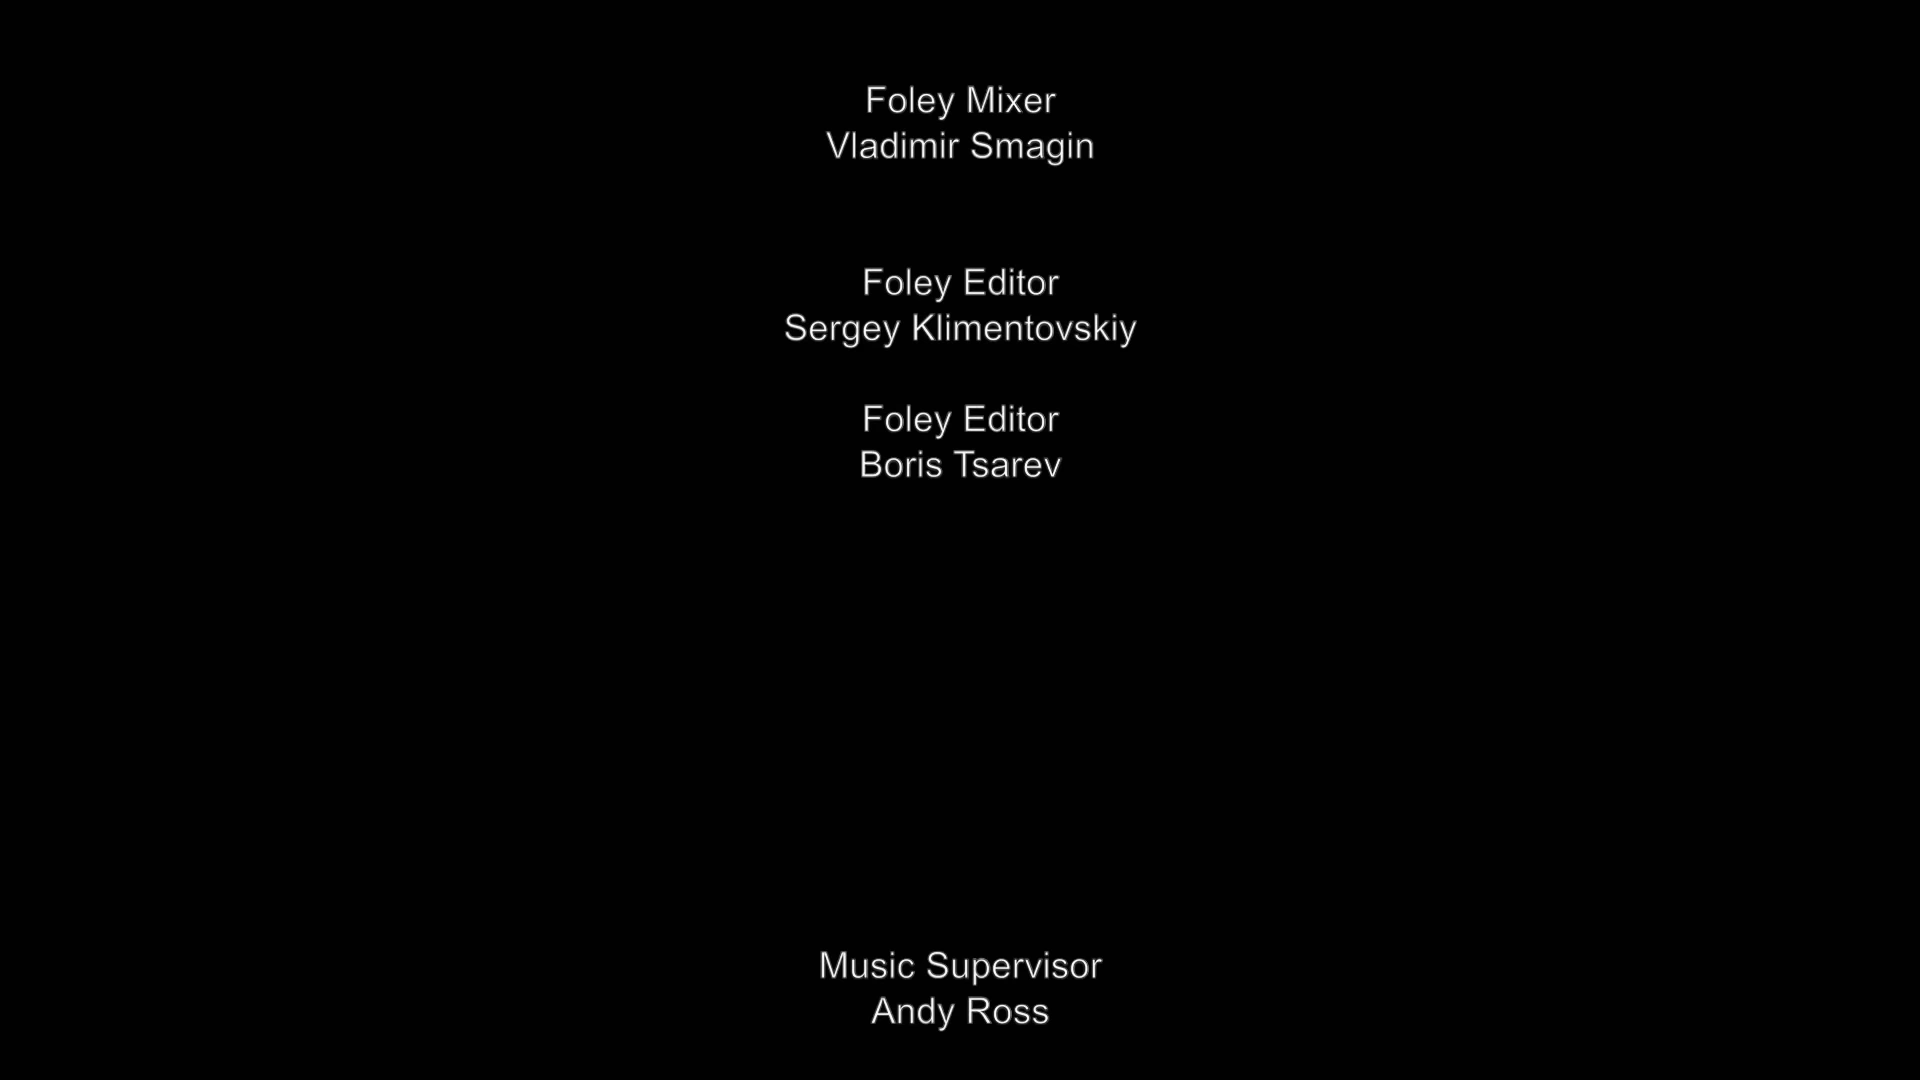 Foley Mixer
Vladimir Smagin
Foley Editor
Sergey Klimentovskiy
Foley Editor
Boris Tsarev
Music Supervisor
Andy Ross